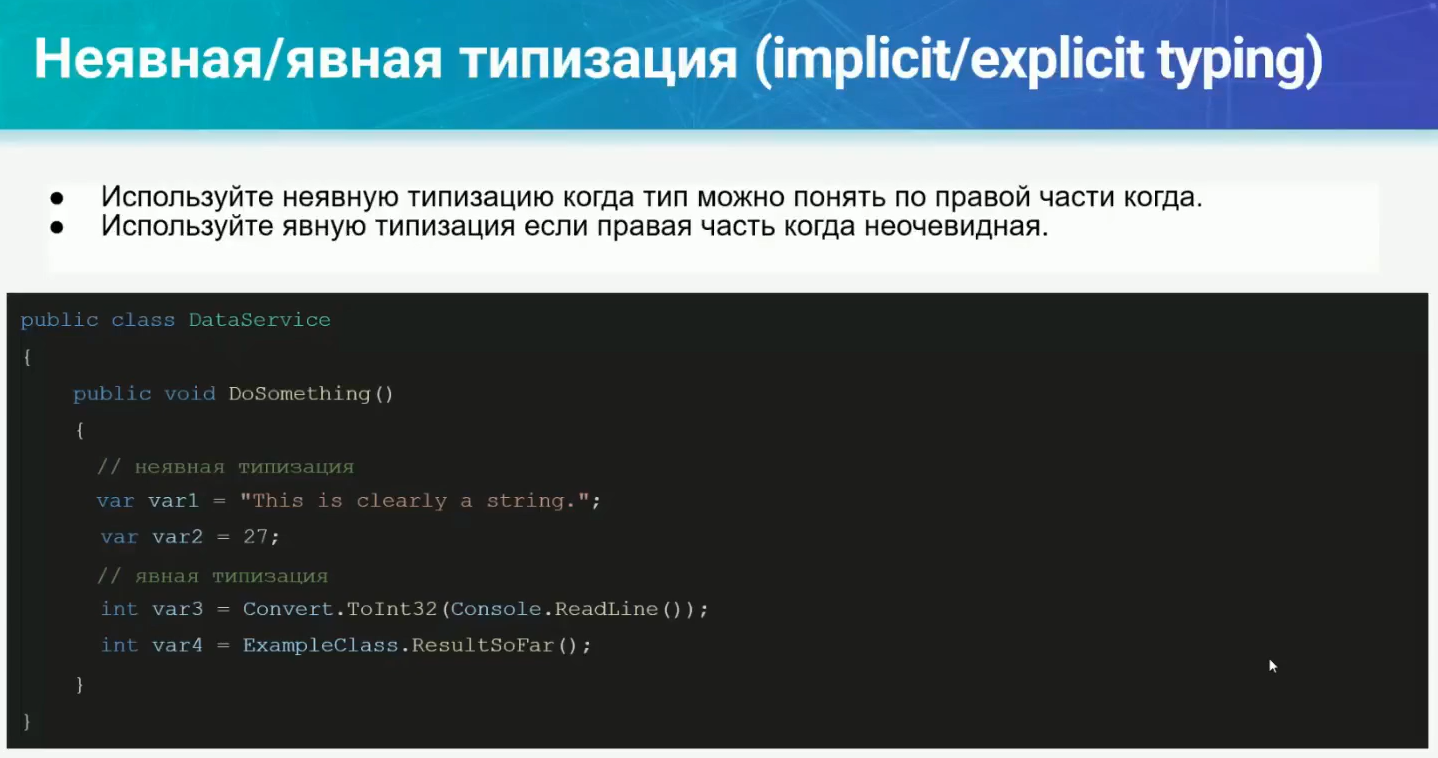 Неявная/явная типизация (implicit/explicit typing)
● Используйте неявную типизацию когда тип можно понять по правой части когда.
● Используйте явную типизация если правая часть когда неочевидная.
public class DataService
{
public void DoSomething()
{
// неявная типизация
var var1 = "This is clearly a string.";
var var2 = 27;
// явная типизация
int var3 = Convert.ToInt32(Console.ReadLine());
int var4 = ExampleClass.ResultSoFar();
}
}